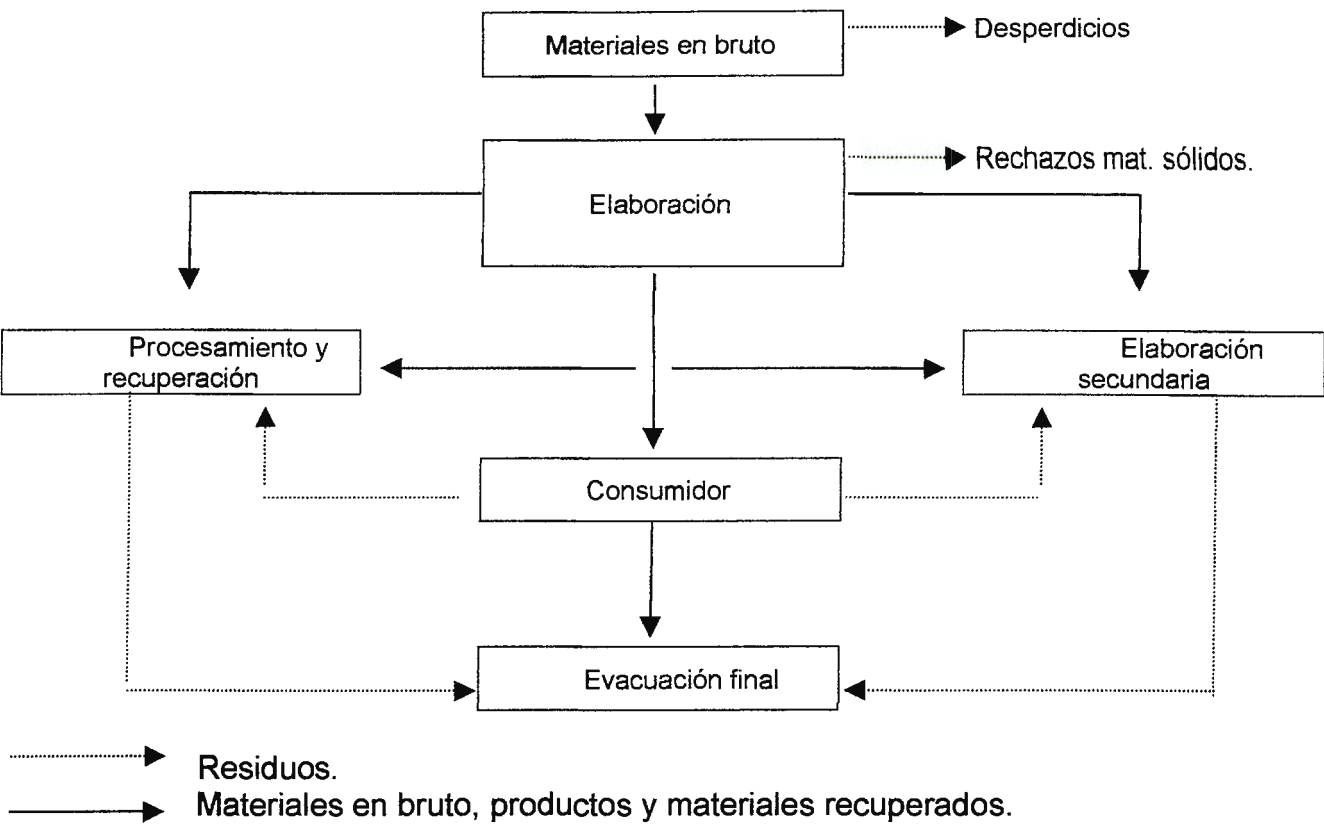 Materiales en bruto
Desperdicios
Rechazos mat. sólidos.
Elaboración
Procesamiento y
recuperación
Elaboración
secundaria
Consumidor
Evacuación final
Residuos.
Materiales en bruto, productos y materiales recuperados.